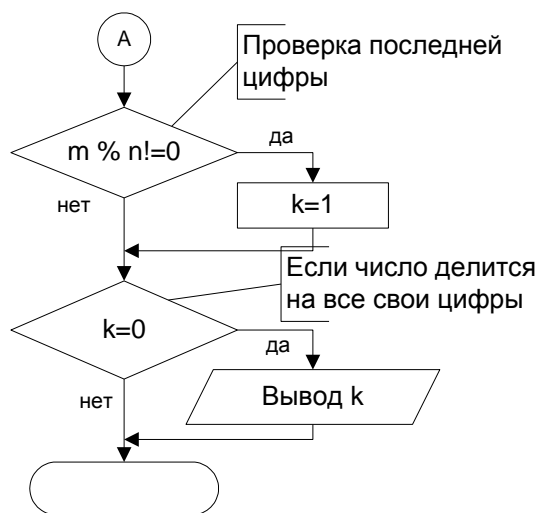 A
Проверка последней
цифры
m % n!=0
да
нет
k=1
Если число делится
на все свои цифры
k=0
да
нет
Вывод k